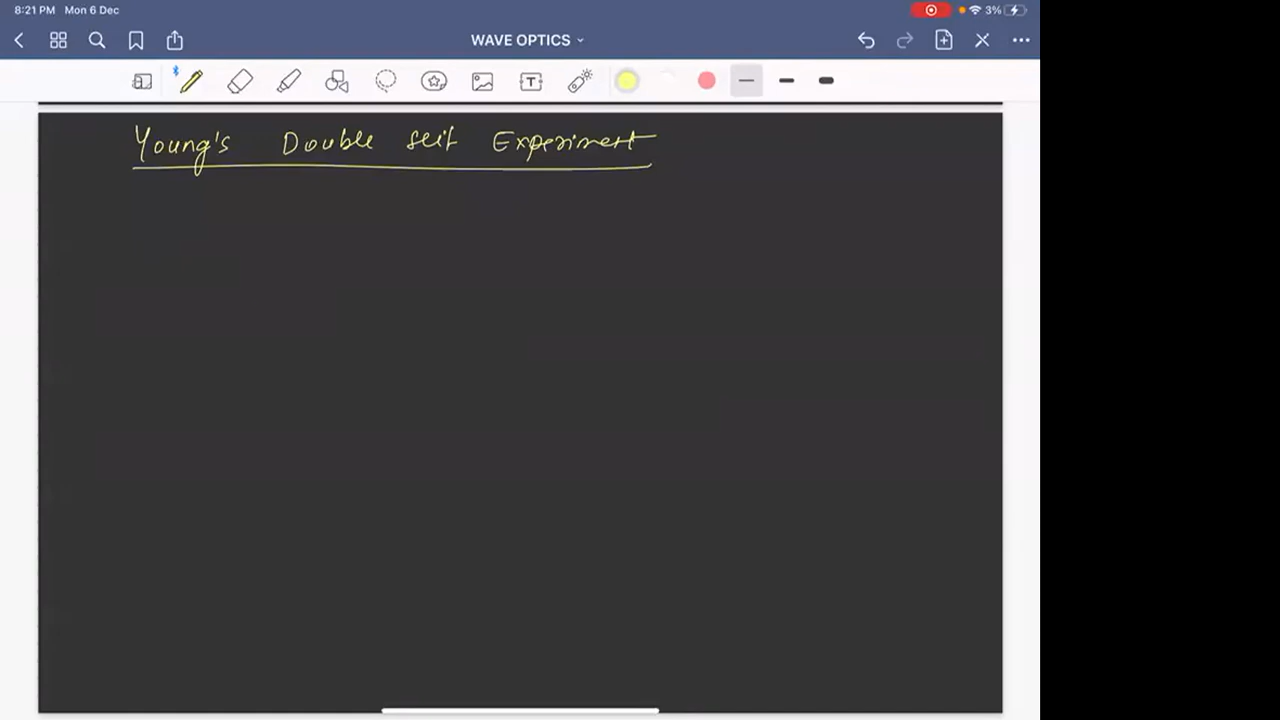 8:21 PM Mon 6 Dec
3%
WAVE OPTICS
T
Young's Double Slit Experiment